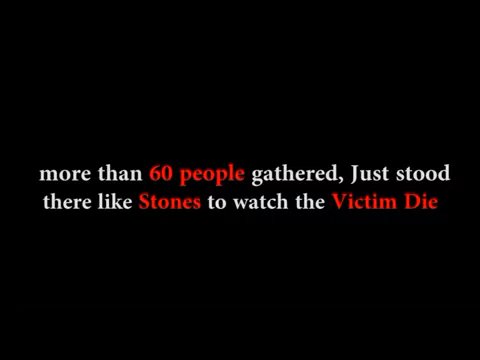 more than 60 people gathered, Just stood
there like Stones to watch the Victim Die